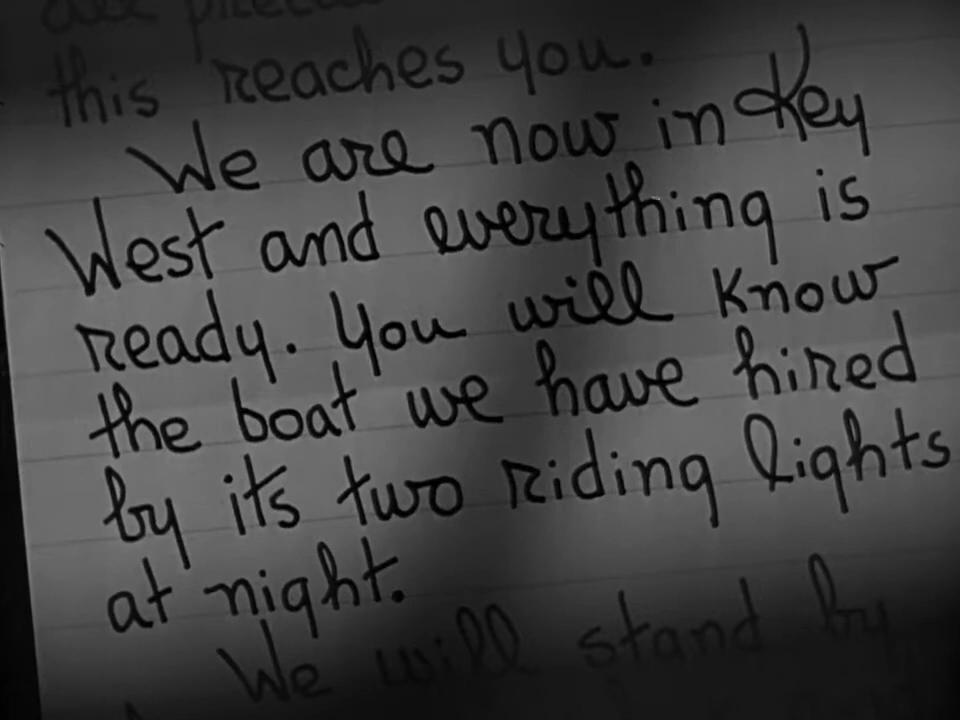 this reaches you.
We are now in Key
West and everything is
ready. You will know
the boat we have hired
by its two riding lights
at night.
We will stand by